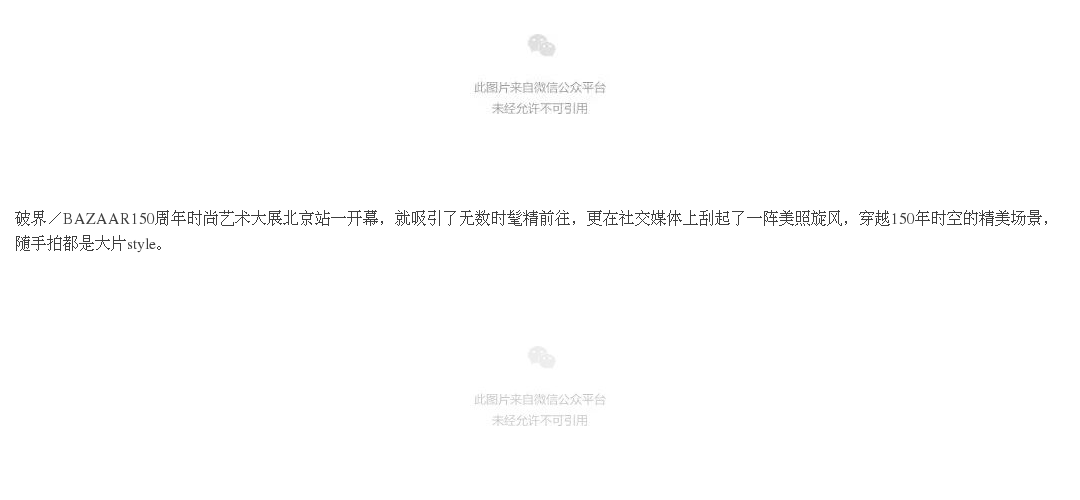 此图片来自微信公众平台
未经允许不可引用
破界／BAZAAR150周年时尚艺术大展北京站一开幕，就吸引了无数时髦精前往，更在社交媒体上刮起了一阵美照旋风，穿越150年时空的精美场景，
随手拍都是大片style。
此图片来自微信公众平台
未经允许不可引用